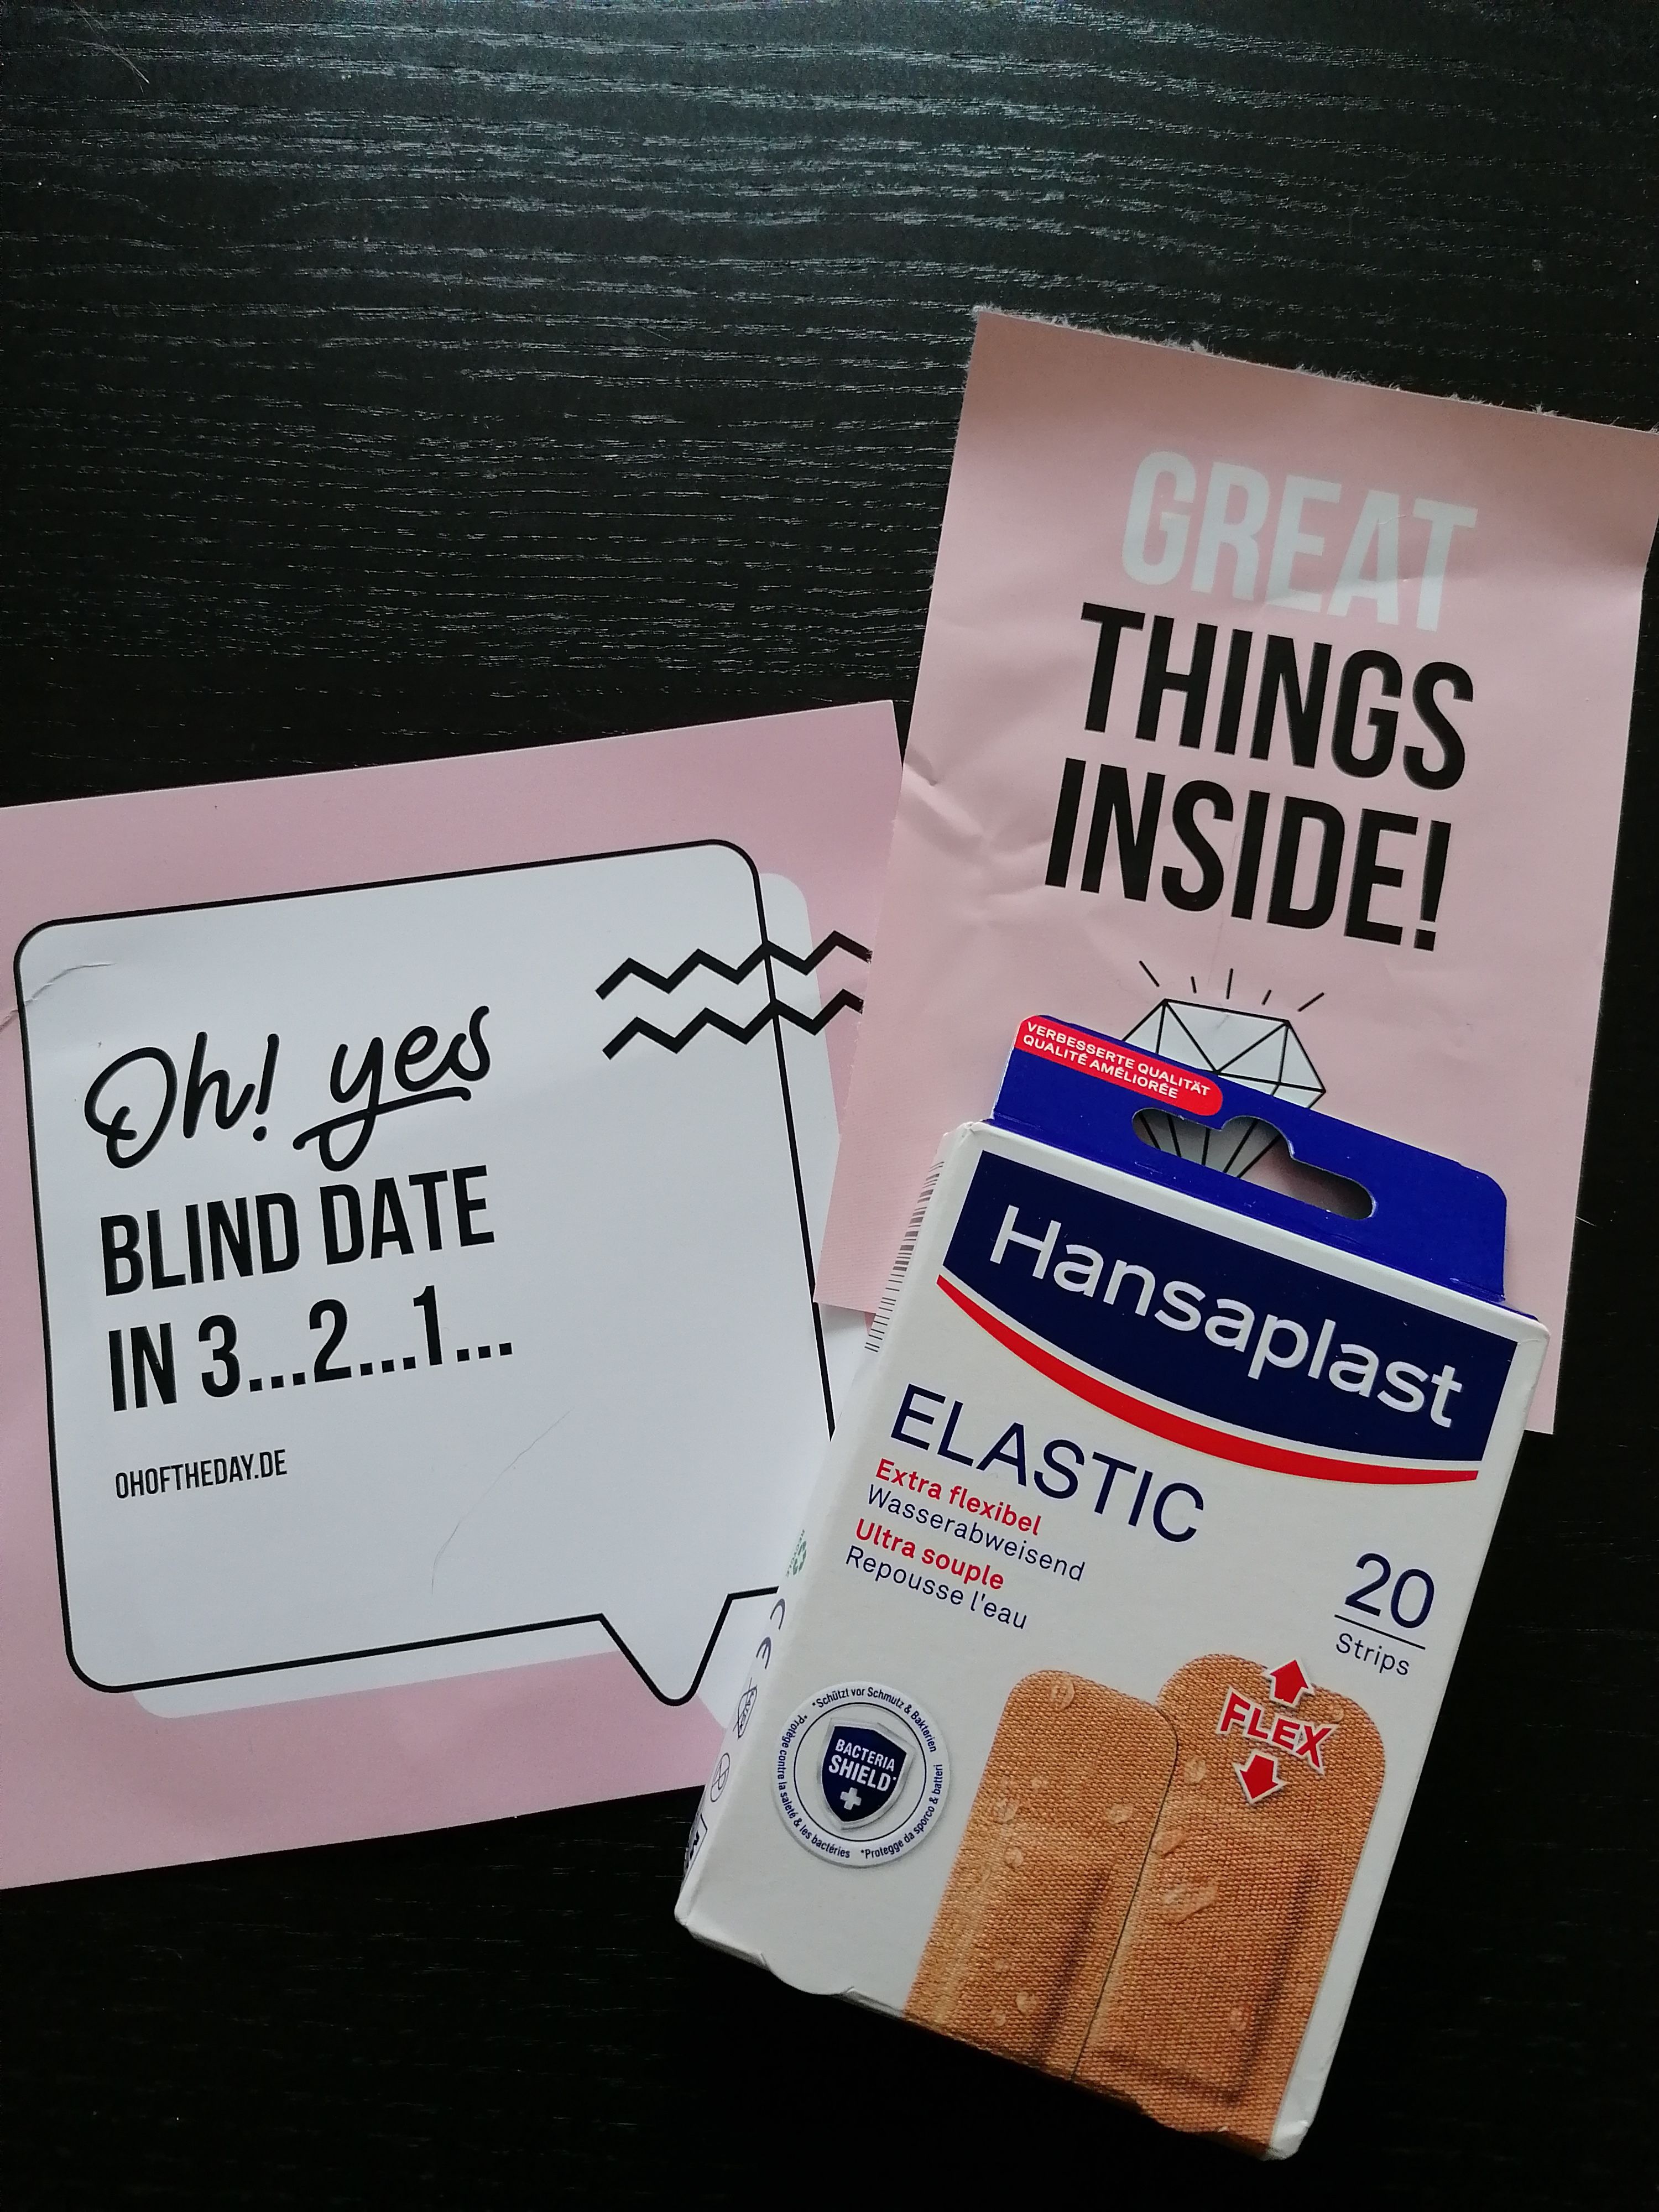 GREAT
THINGS
INSIDE!
Oh! yes
BLIND DATE
IN 3...2...1...
OHOFTHEDAY.DE
VERBESSERTE QUALITÄT
QUALITÉ AMÉLIORÉE
Hansaplast
ELASTIC
Extra flexibel
Wasserabweisend
Ultra souple
Repousse l'eau
20
Strips
FLEX
*Schützt vor Schmutz & Bakterien
*Protège contre la saleté & les bactéries
*Protegge da sporco & batteri
BACTERIA
SHIELD*
CE